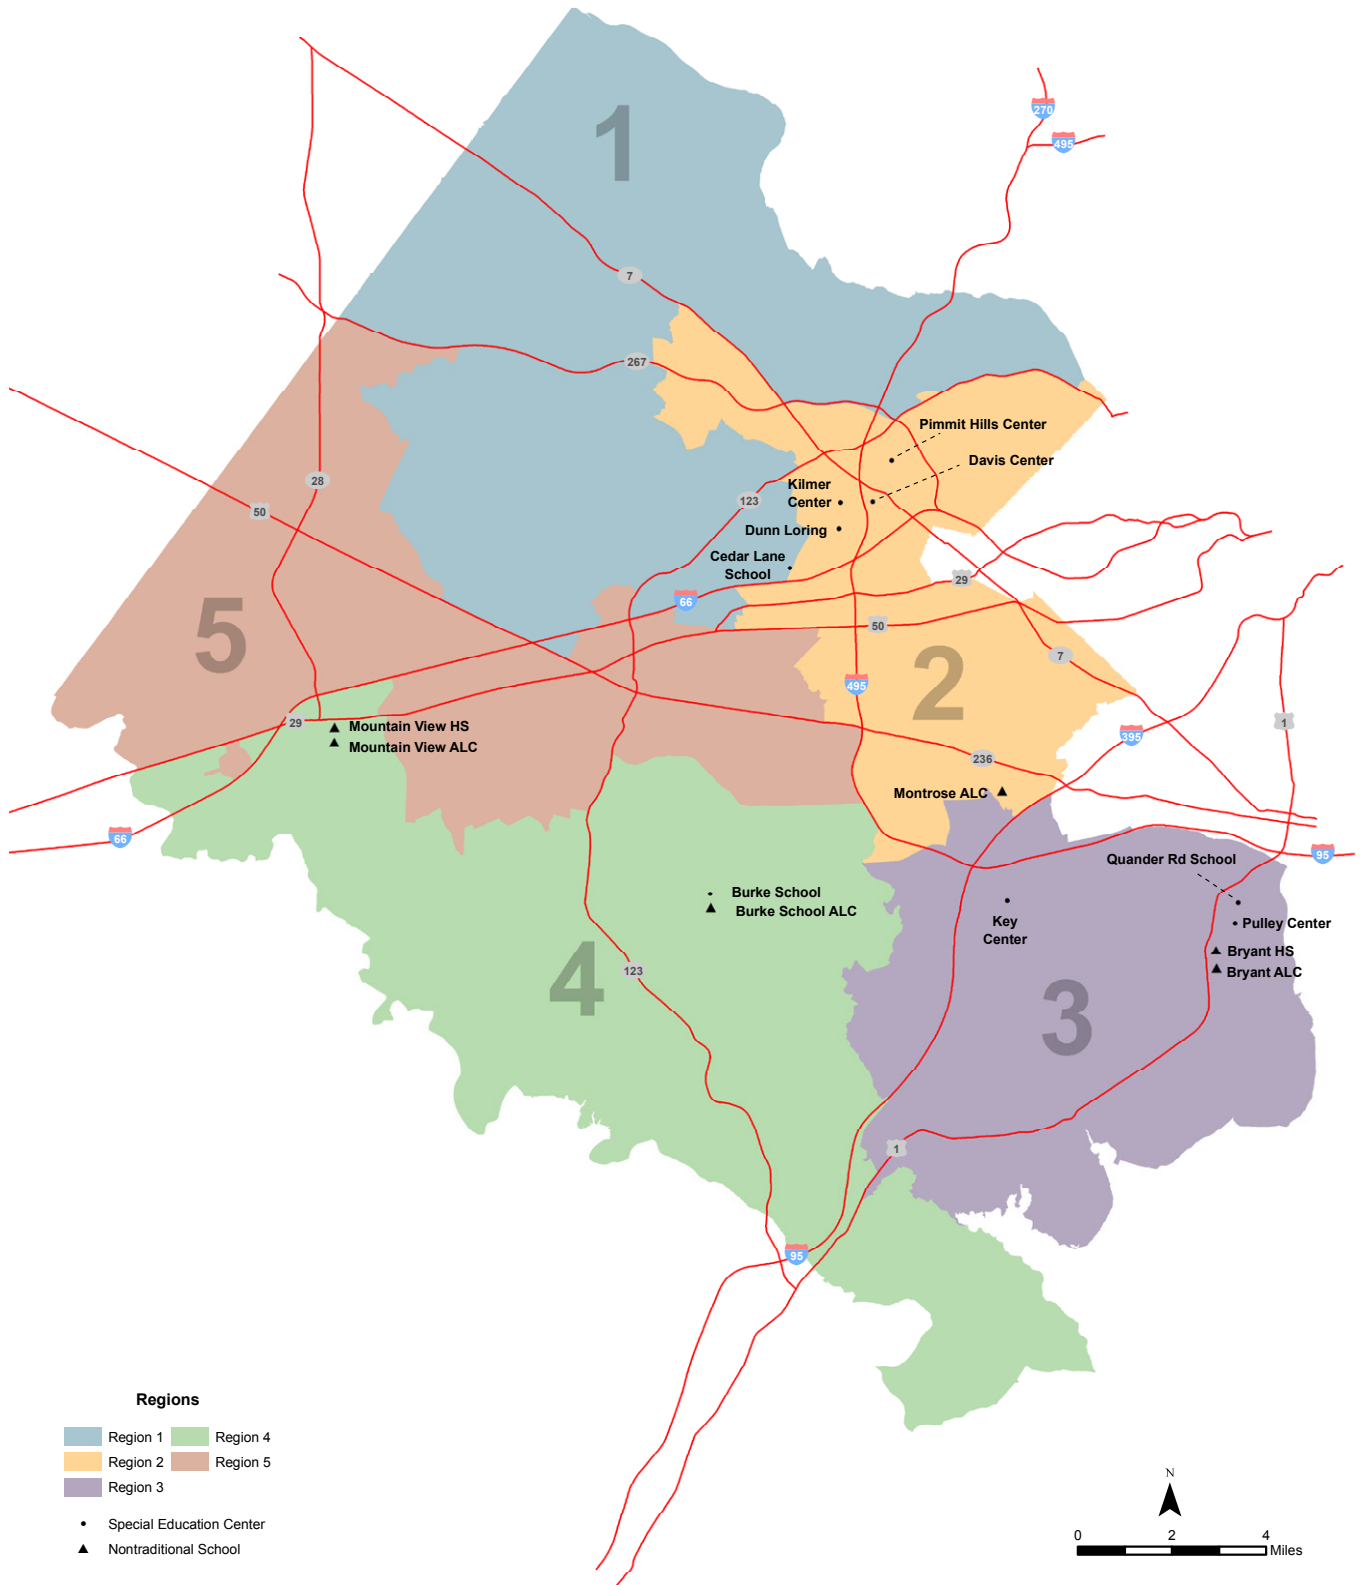 270
495
1
7
267
Pimmit Hills Center
Davis Center
Kilmer
Center
28
123
50
Dunn Loring
Cedar Lane
School
29
66
50
5
2
7
495
29
Mountain View HS
Mountain View ALC
1
395
236
Montrose ALC
66
95
Quander Rd School
Burke School
Burke School ALC
Key
Center
Pulley Center
Bryant HS
Bryant ALC
4
123
3
1
95
Regions
Region 1
Region 4
Region 2
Region 5
Region 3
Special Education Center
Nontraditional School
N
0 2 4
Miles